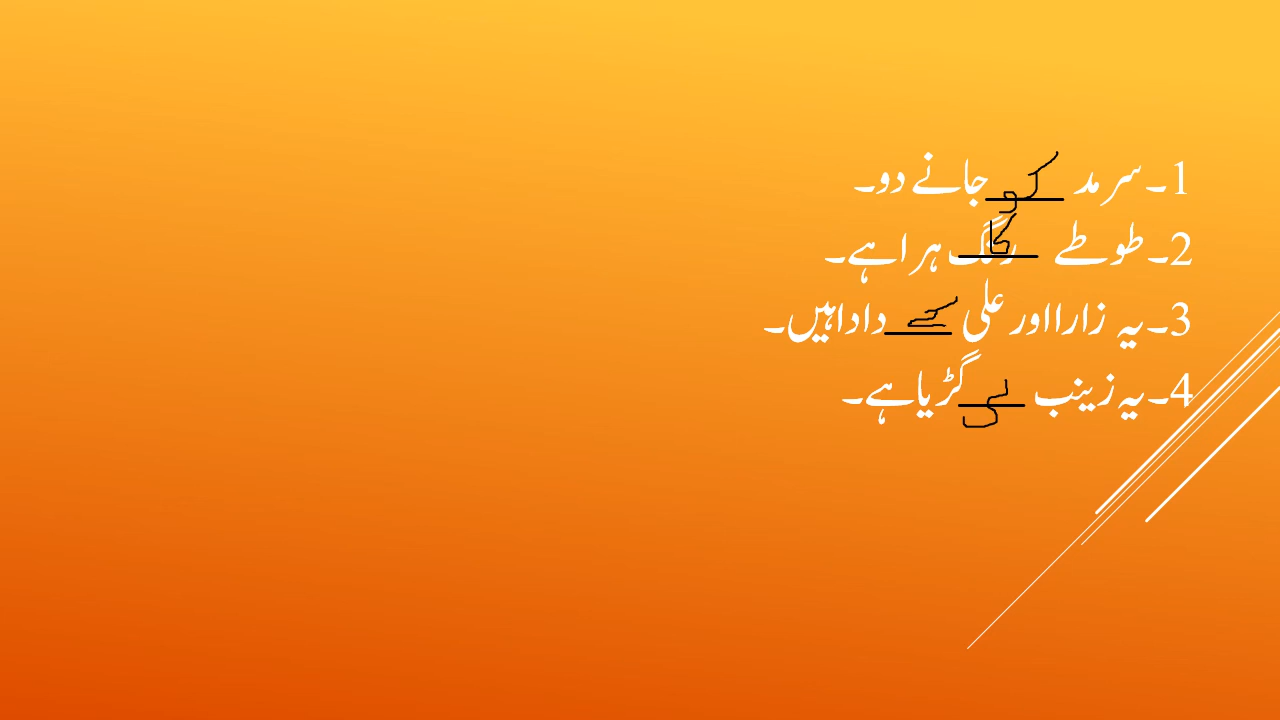 1۔سرمد کو جانے دو۔
2۔طوطے کا رنگ ہرا ہے۔
3۔یہ زارا اور علی کے دادا ہیں۔
4۔یہ زینب کی گڑیا ہے۔